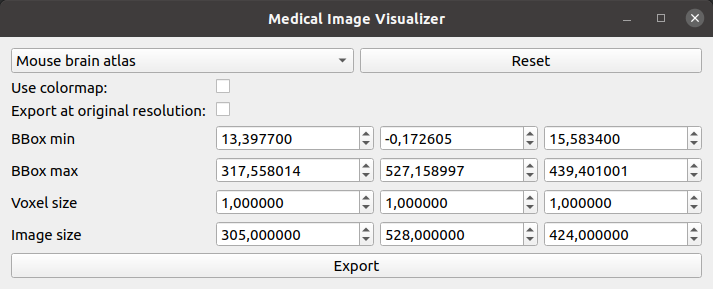 Medical Image Visualizer
Mouse brain atlas Reset
Use colormap:
Export at original resolution:
BBox min 13,397700 -0,172605 15,583400
BBox max 317,558014 527,158997 439,401001
Voxel size 1,000000 1,000000 1,000000
Image size 305,000000 528,000000 424,000000
Export